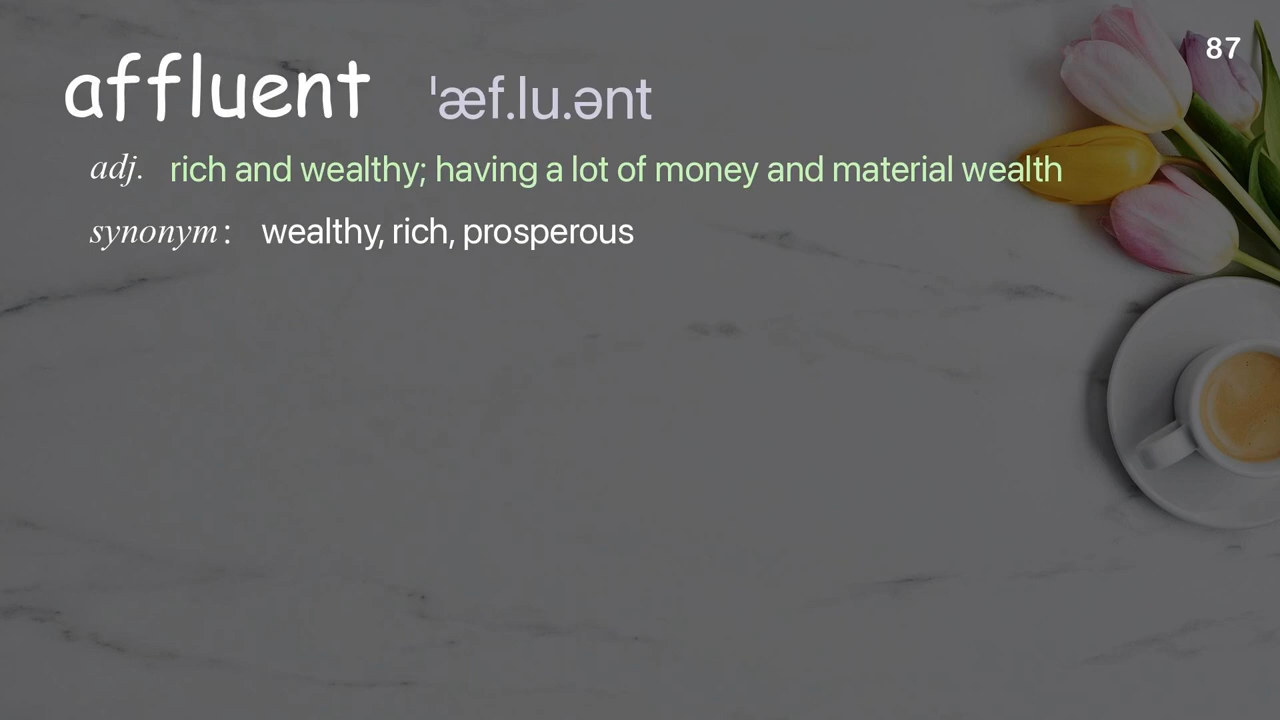 87
affluent ˈæf.lu.ənt
adj. rich and wealthy; having a lot of money and material wealth
synonym: wealthy, rich, prosperous